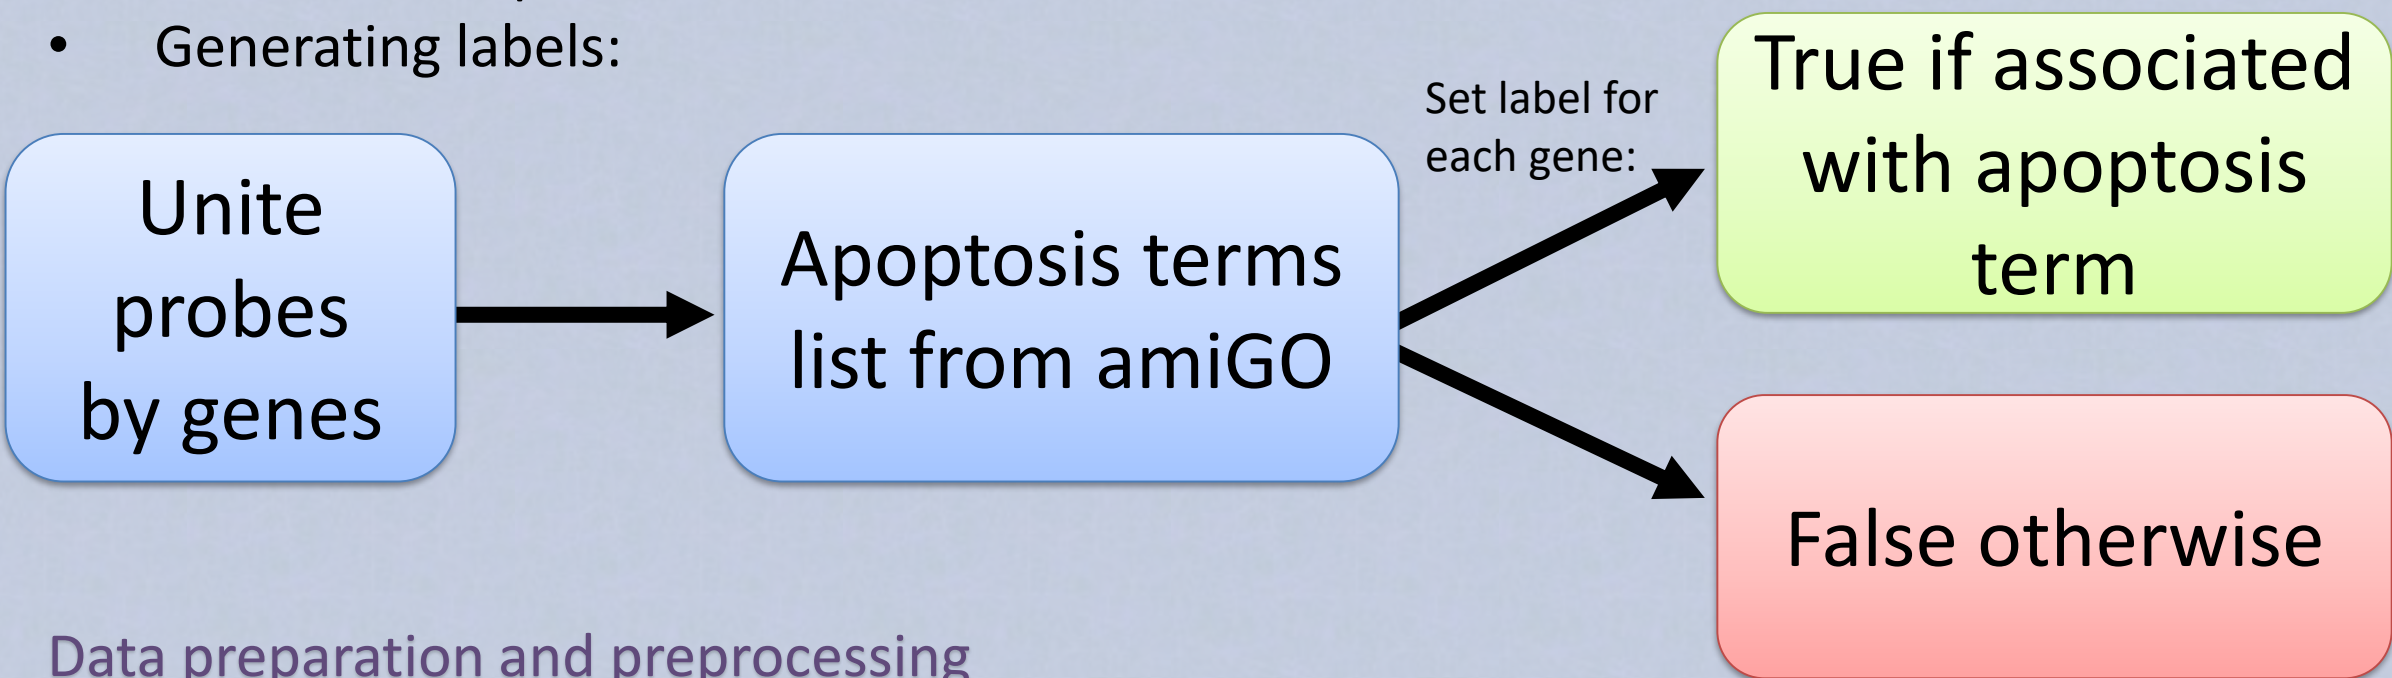 • Generating labels:
Unite
probes
by genes
Apoptosis terms
list from amiGO
Set label for
each gene:
True if associated
with apoptosis
term
False otherwise
Data preparation and preprocessing